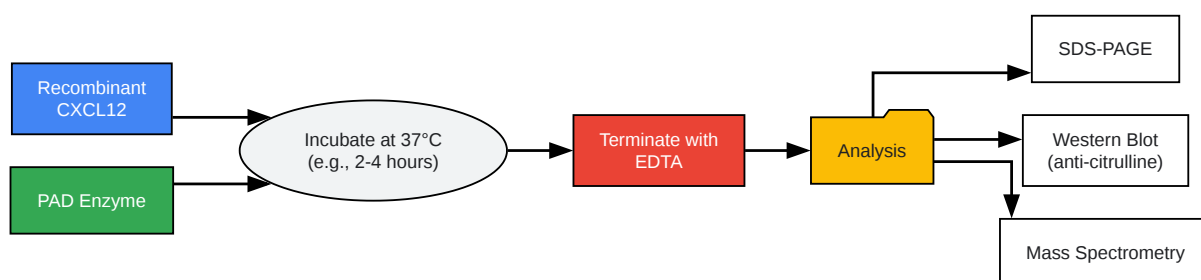 Recombinant
CXCL12
PAD Enzyme
Incubate at 37°C
(e.g., 2-4 hours)
Terminate with
EDTA
Analysis
SDS-PAGE
Western Blot
(anti-citrulline)
Mass Spectrometry